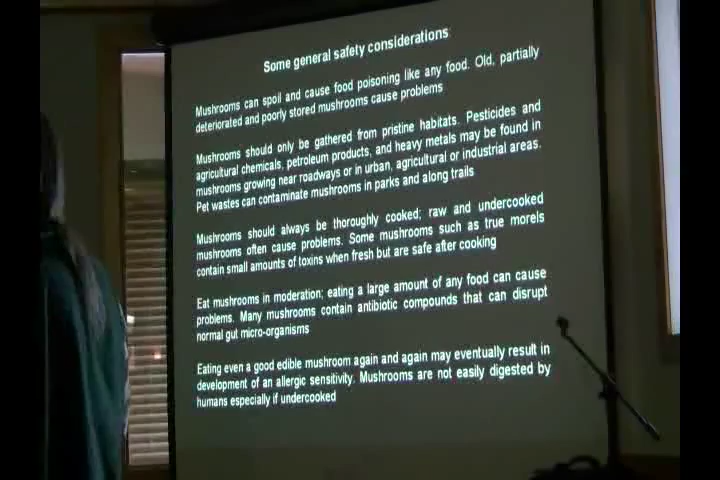 Some general safety considerations
Mushrooms can spoil and cause food poisoning like any food. Old, partially
deteriorated and poorly stored mushrooms cause problems
Mushrooms should only be gathered from pristine habitats. Pesticides and
agricultural chemicals, petroleum products, and heavy metals may be found in
mushrooms growing near roadways or in urban, agricultural or industrial areas.
Pet wastes can contaminate mushrooms in parks and along trails
Mushrooms should always be thoroughly cooked; raw and undercooked
mushrooms often cause problems. Some mushrooms such as true morels
contain small amounts of toxins when fresh but are safe after cooking
Eat mushrooms in moderation; eating a large amount of any food can cause
problems. Many mushrooms contain antibiotic compounds that can disrupt
normal gut micro-organisms
Eating even a good edible mushroom again and again may eventually result in
development of an allergic sensitivity. Mushrooms are not easily digested by
humans especially if undercooked